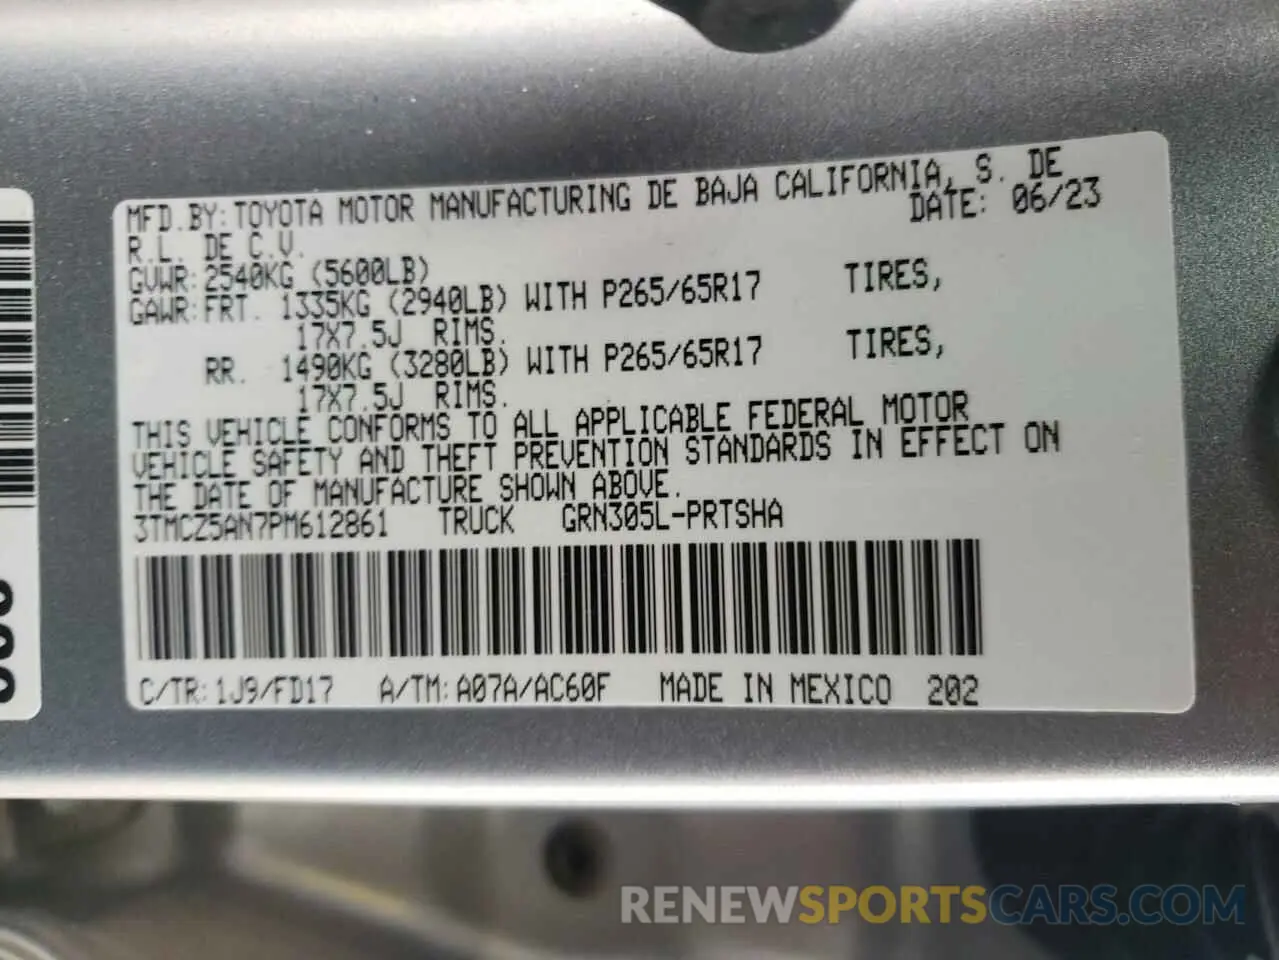 MFD.BY:TOYOTA MOTOR MANUFACTURING DE BAJA CALIFORNIA, S. DE
R.L. DE C.V. DATE: 06/23
GVWR:2540KG (5600LB)
GAWR:FRT. 1335KG (2940LB) WITH P265/65R17 TIRES,
17X7.5J RIMS.
RR. 1490KG (3280LB) WITH P265/65R17 TIRES,
17X7.5J RIMS.
THIS VEHICLE CONFORMS TO ALL APPLICABLE FEDERAL MOTOR
VEHICLE SAFETY AND THEFT PREVENTION STANDARDS IN EFFECT ON
THE DATE OF MANUFACTURE SHOWN ABOVE.
3TMCZ5AN7PM612861 TRUCK GRN305L-PRTSHA
C/TR:1J9/FD17 A/TM:A07A/AC60F MADE IN MEXICO 202
RENEWSPORTSCARS.COM